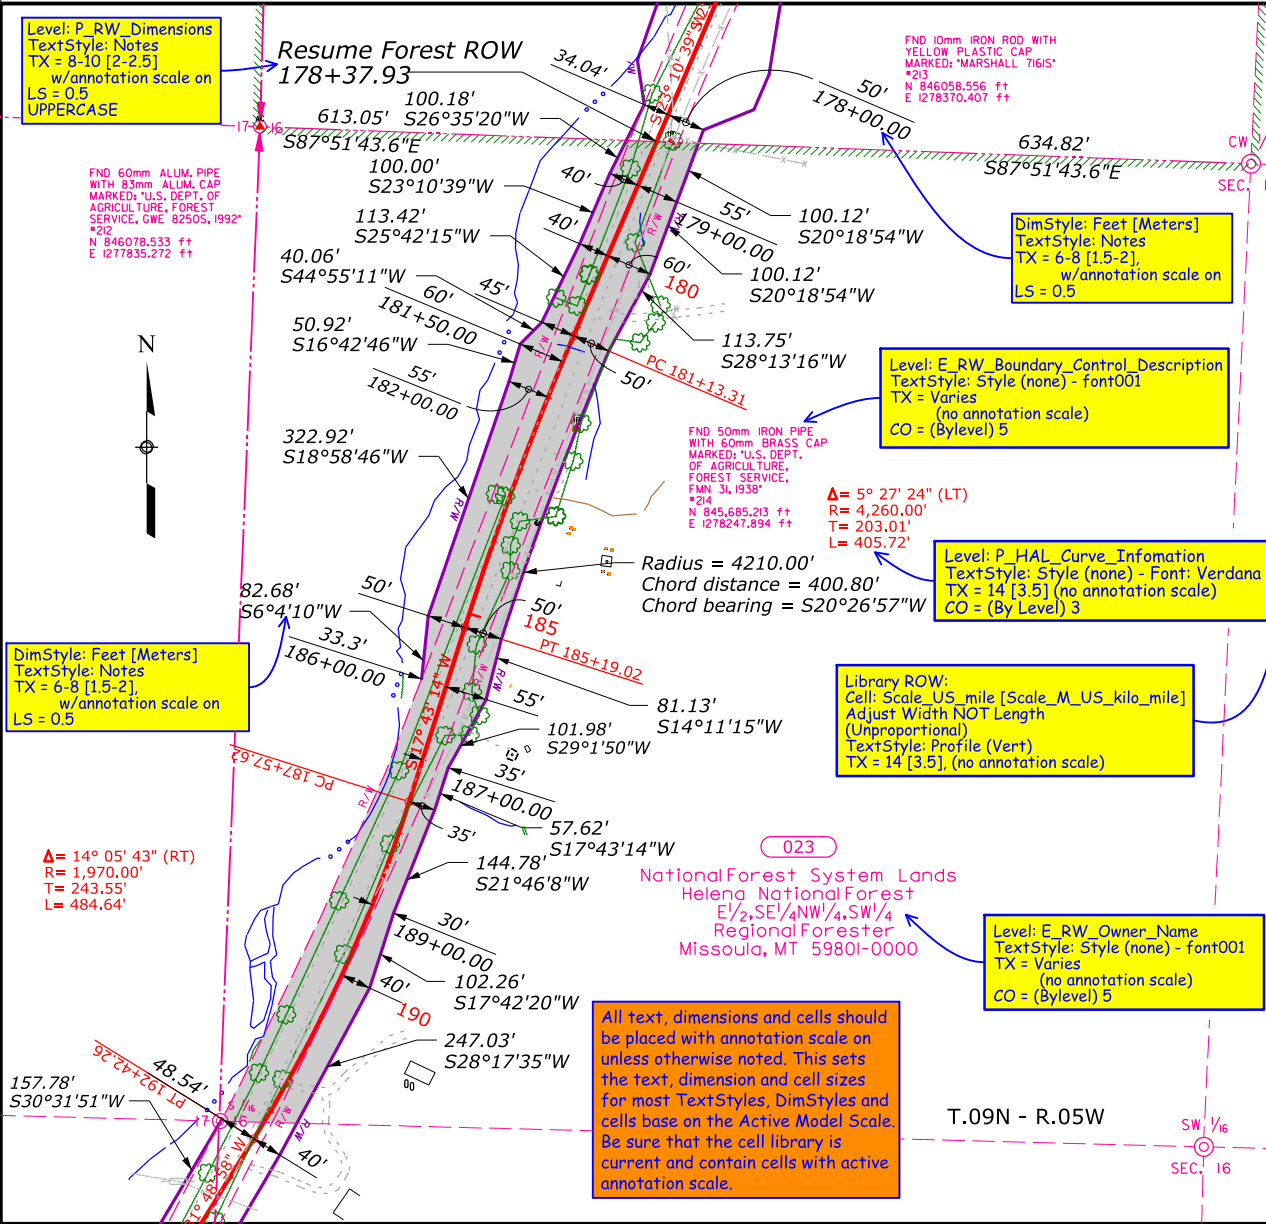 Level: P_RW_Dimensions
TextStyle: Notes
TX = 8-10 [2-2.5]
w/annotation scale on
LS = 0.5
UPPERCASE
Resume Forest ROW
178+37.93
34.04'
S 23° 10' 39" W
50'
178+00.00
FND 10mm IRON ROD WITH
YELLOW PLASTIC CAP
MARKED: "MARSHALL 7161S"
#213
N 846058.556 ft
E 1278370.407 ft
17
16
613.05'
S87°51'43.6"E
634.82'
S87°51'43.6"E
CW
SEC.
100.18'
S26°35'20"W
100.00'
S23°10'39"W
113.42'
S25°42'15"W
40.06'
S44°55'11"W
60'
181+50.00
50.92'
S16°42'46"W
55'
182+00.00
322.92'
S18°58'46"W
FND 60mm ALUM. PIPE
WITH 83mm ALUM. CAP
MARKED: "U.S. DEPT. OF
AGRICULTURE, FOREST
SERVICE, GWE 8250S, 1992"
#212
N 846078.533 ft
E 1277835.272 ft
40'
40'
45'
55'
179+00.00
60'
180
100.12'
S20°18'54"W
100.12'
S20°18'54"W
113.75'
S28°13'16"W
50'
PC 181+13.31
R/W
R/W
R/W
R/W
DimStyle: Feet [Meters]
TextStyle: Notes
TX = 6-8 [1.5-2],
w/annotation scale on
LS = 0.5
N
Level: E_RW_Boundary_Control_Description
TextStyle: Style (none) - font001
TX = Varies
(no annotation scale)
CO = (Bylevel) 5
FND 50mm IRON PIPE
WITH 60mm BRASS CAP
MARKED: "U.S. DEPT.
OF AGRICULTURE,
FOREST SERVICE,
FMN 31, 1938"
#214
N 845,685.213 ft
E 1278247.894 ft
Δ= 5° 27' 24" (LT)
R= 4,260.00'
T= 203.01'
L= 405.72'
Level: P_HAL_Curve_Infomation
TextStyle: Style (none) - Font: Verdana
TX = 14 [3.5] (no annotation scale)
CO = (By Level) 3
Radius = 4210.00'
Chord distance = 400.80'
Chord bearing = S20°26'57"W
82.68'
S6°4'10"W
50'
33.3'
186+00.00
50'
185
PT 185+19.02
DimStyle: Feet [Meters]
TextStyle: Notes
TX = 6-8 [1.5-2],
w/annotation scale on
LS = 0.5
S 17° 43' 14" W
R/W
55'
81.13'
S14°11'15"W
101.98'
S29°1'50"W
Library ROW:
Cell: Scale_US_mile [Scale_M_US_kilo_mile]
Adjust Width NOT Length
(Unproportional)
TextStyle: Profile (Vert)
TX = 14 [3.5], (no annotation scale)
PC 187+57.62
R/W
35'
187+00.00
35'
57.62'
S17°43'14"W
144.78'
S21°46'8"W
Δ= 14° 05' 43" (RT)
R= 1,970.00'
T= 243.55'
L= 484.64'
023
National Forest System Lands
Helena National Forest
E1/2,SE1/4NW1/4,SW1/4
Regional Forester
Missoula, MT 59801-0000
30'
189+00.00
102.26'
S17°42'20"W
40'
190
247.03'
S28°17'35"W
Level: E_RW_Owner_Name
TextStyle: Style (none) - font001
TX = Varies
(no annotation scale)
CO = (Bylevel) 5
All text, dimensions and cells should
be placed with annotation scale on
unless otherwise noted. This sets
the text, dimension and cell sizes
for most TextStyles, DimStyles and
cells base on the Active Model Scale.
Be sure that the cell library is
current and contain cells with active
annotation scale.
PT 192+42.26
48.54'
157.78'
S30°31'51"W
17
16
S 1/16
R/W
R/W
40'
48'58" W
T.09N - R.05W
SW 1/16
SEC. 16